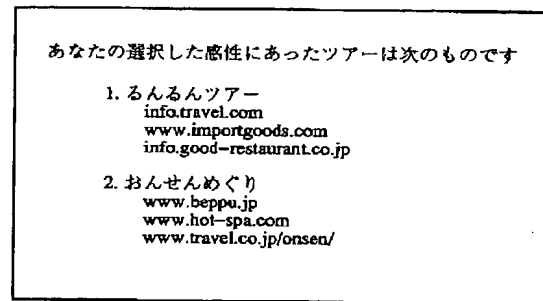 あなたの選択した感性にあったツアーは次のものです
1. るんるんツアー
info.travel.com
www.importgoods.com
info.good-restaurant.co.jp
2. おんせんめぐり
www.beppu.jp
www.hot-spa.com
www.travel.co.jp/onsen/